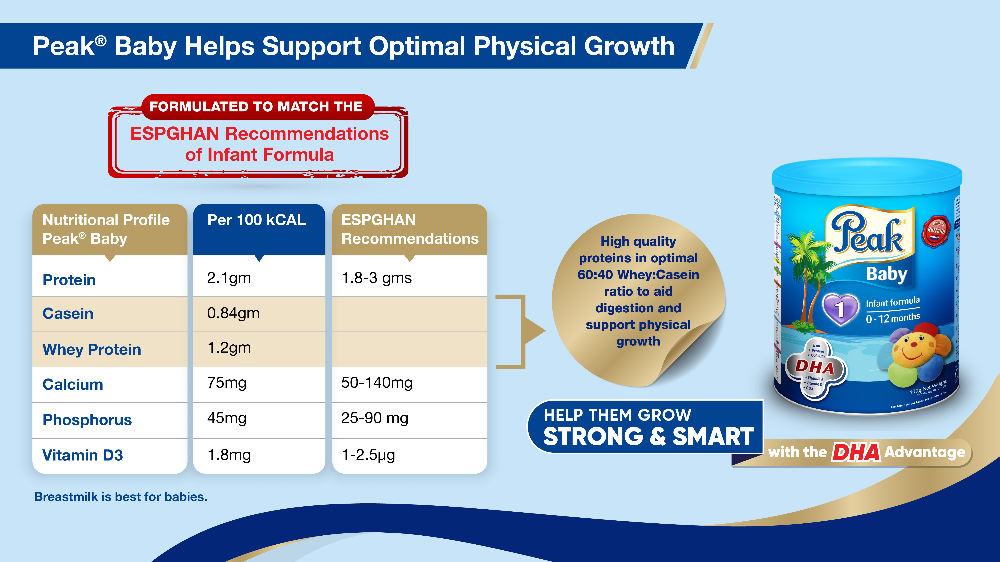 Peak® Baby Helps Support Optimal Physical Growth
FORMULATED TO MATCH THE
ESPGHAN Recommendations
of Infant Formula
Nutritional Profile
Peak® Baby
Per 100 kCAL
ESPGHAN
Recommendations
Protein
2.1gm
1.8-3 gms
Casein
0.84gm
Whey Protein
1.2gm
Calcium
75mg
50-140mg
Phosphorus
45mg
25-90 mg
Vitamin D3
1.8mg
1-2.5µg
Breastmilk is best for babies.
High quality
proteins in optimal
60:40 Whey:Casein
ratio to aid
digestion and
support physical
growth
Peak®
Baby
MADE IN
HOLLAND
1
Infant formula
0-12 months
+ Iron
+ Protein
+ Calcium
DHA
+Vitamin A
+Vitamin D
+GOS
400g Net Weight
NAFDAC Reg. No. C1-1085
Best before end and batch code: see base of can
HELP THEM GROW
STRONG & SMART
with the DHA Advantage